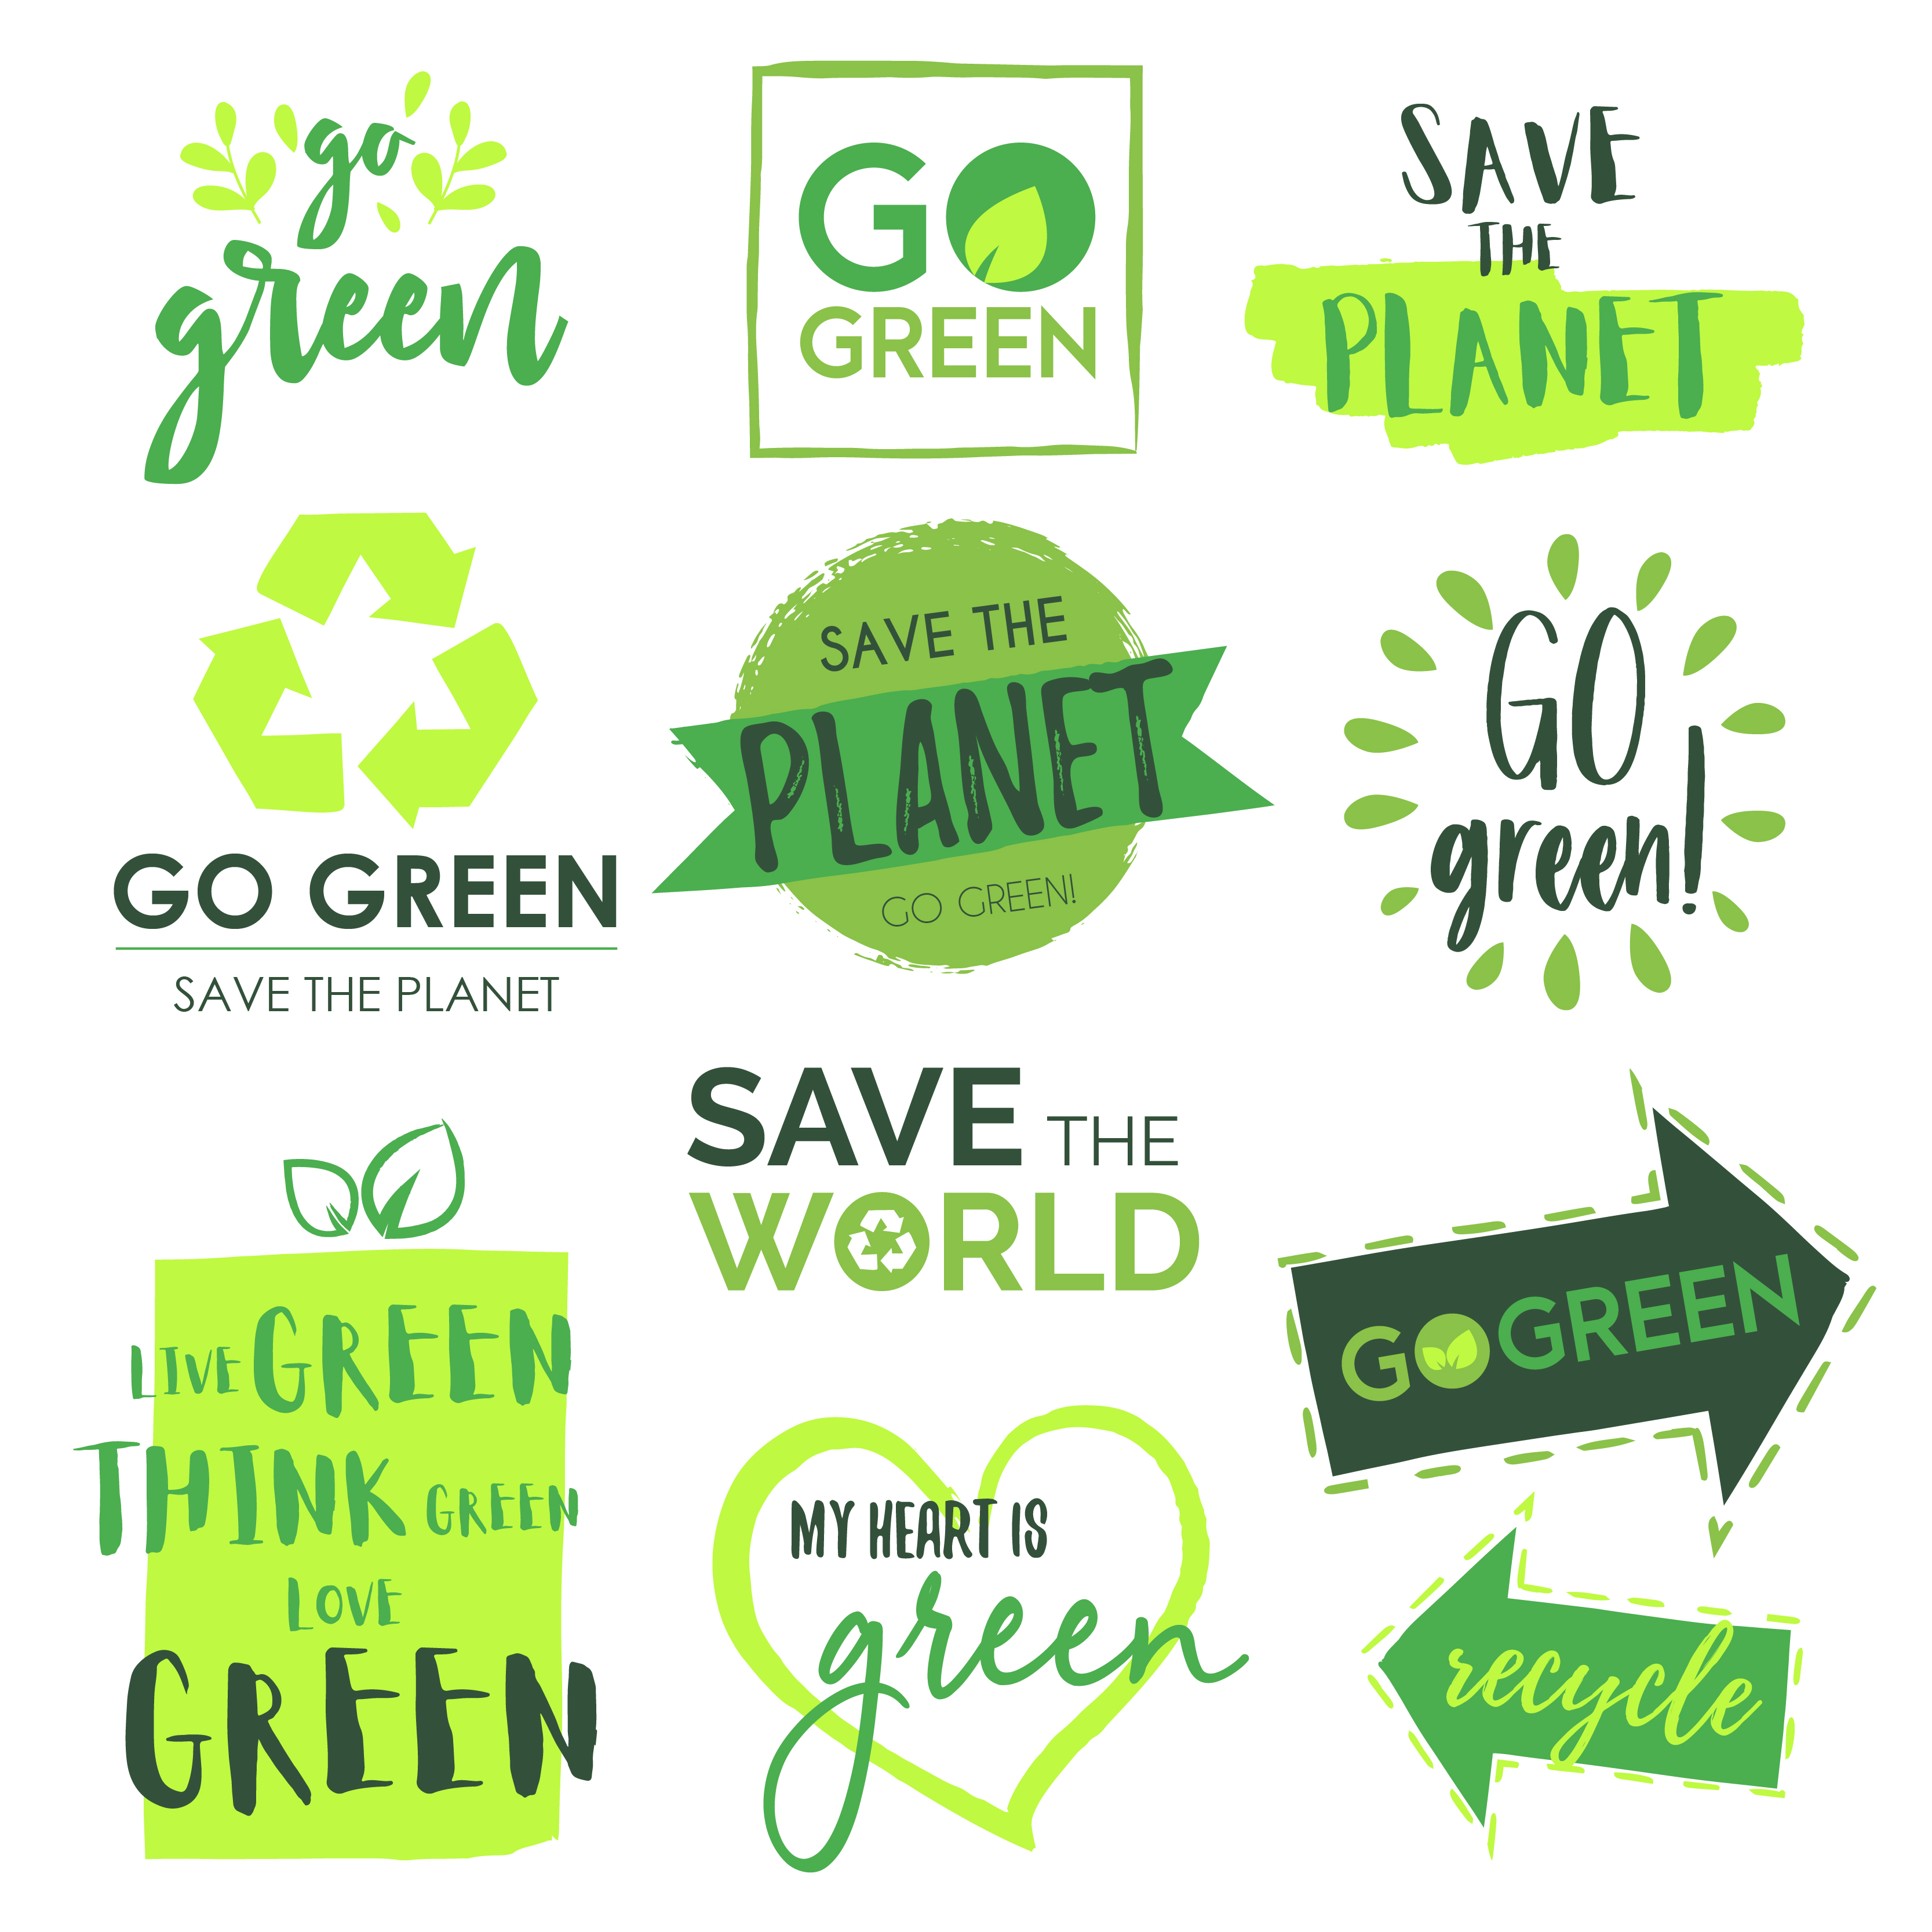 go
green
GO
GREEN
SAVE
THE
PLANET
GO GREEN
SAVE THE PLANET
SAVE THE
PLANET
GO GREEN!
GO
green!
LIVE GREEN
THINK GREEN
LOVE
GREEN
SAVE THE
WORLD
MY HEART IS
green
GO GREEN
recycle